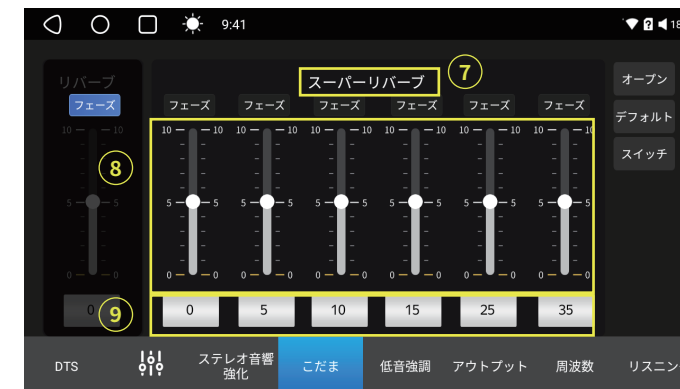 9:41
18
リバーブ
スーパーリバーブ
7
オープン
フェーズ
フェーズ フェーズ フェーズ フェーズ フェーズ フェーズ
デフォルト
10 10
10 10 10 10 10 10 10 10 10 10 10 10
スイッチ
8
5 5
5 5 5 5 5 5 5 5 5 5 5 5
0 0
0 0 0 0 0 0 0 0 0 0 0 0
0
9
0 5 10 15 25 35
DTS
ステレオ音響
強化
こだま
低音強調
アウトプット
周波数
リスニン